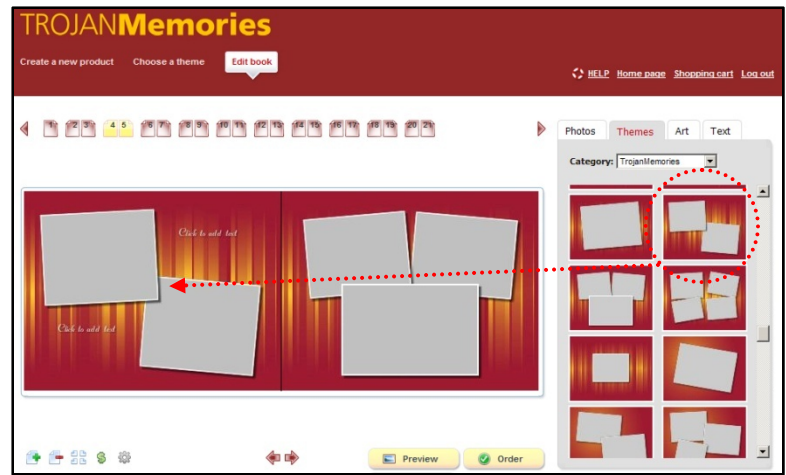 TROJANMemories
Create a new product Choose a theme Edit book
HELP Home page Shopping cart Log out
1 2 3 4 5 6 7 8 9 10 11 12 13 14 15 16 17 18 19 20 21
Photos Themes Art Text
Category: TrojanMemories
Click to add text
Click to add text
Preview Order